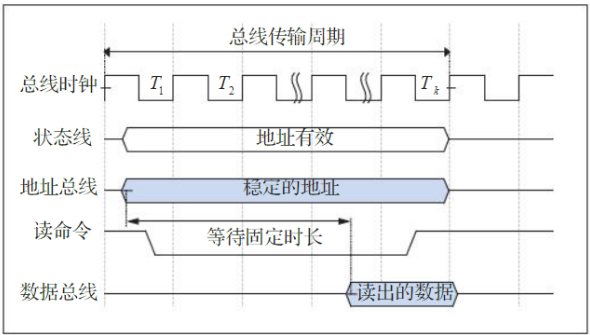 总线传输周期
总线时钟 T1 T2 Tk
状态线 地址有效
地址总线 稳定的地址
读命令 等待固定时长
数据总线 读出的数据